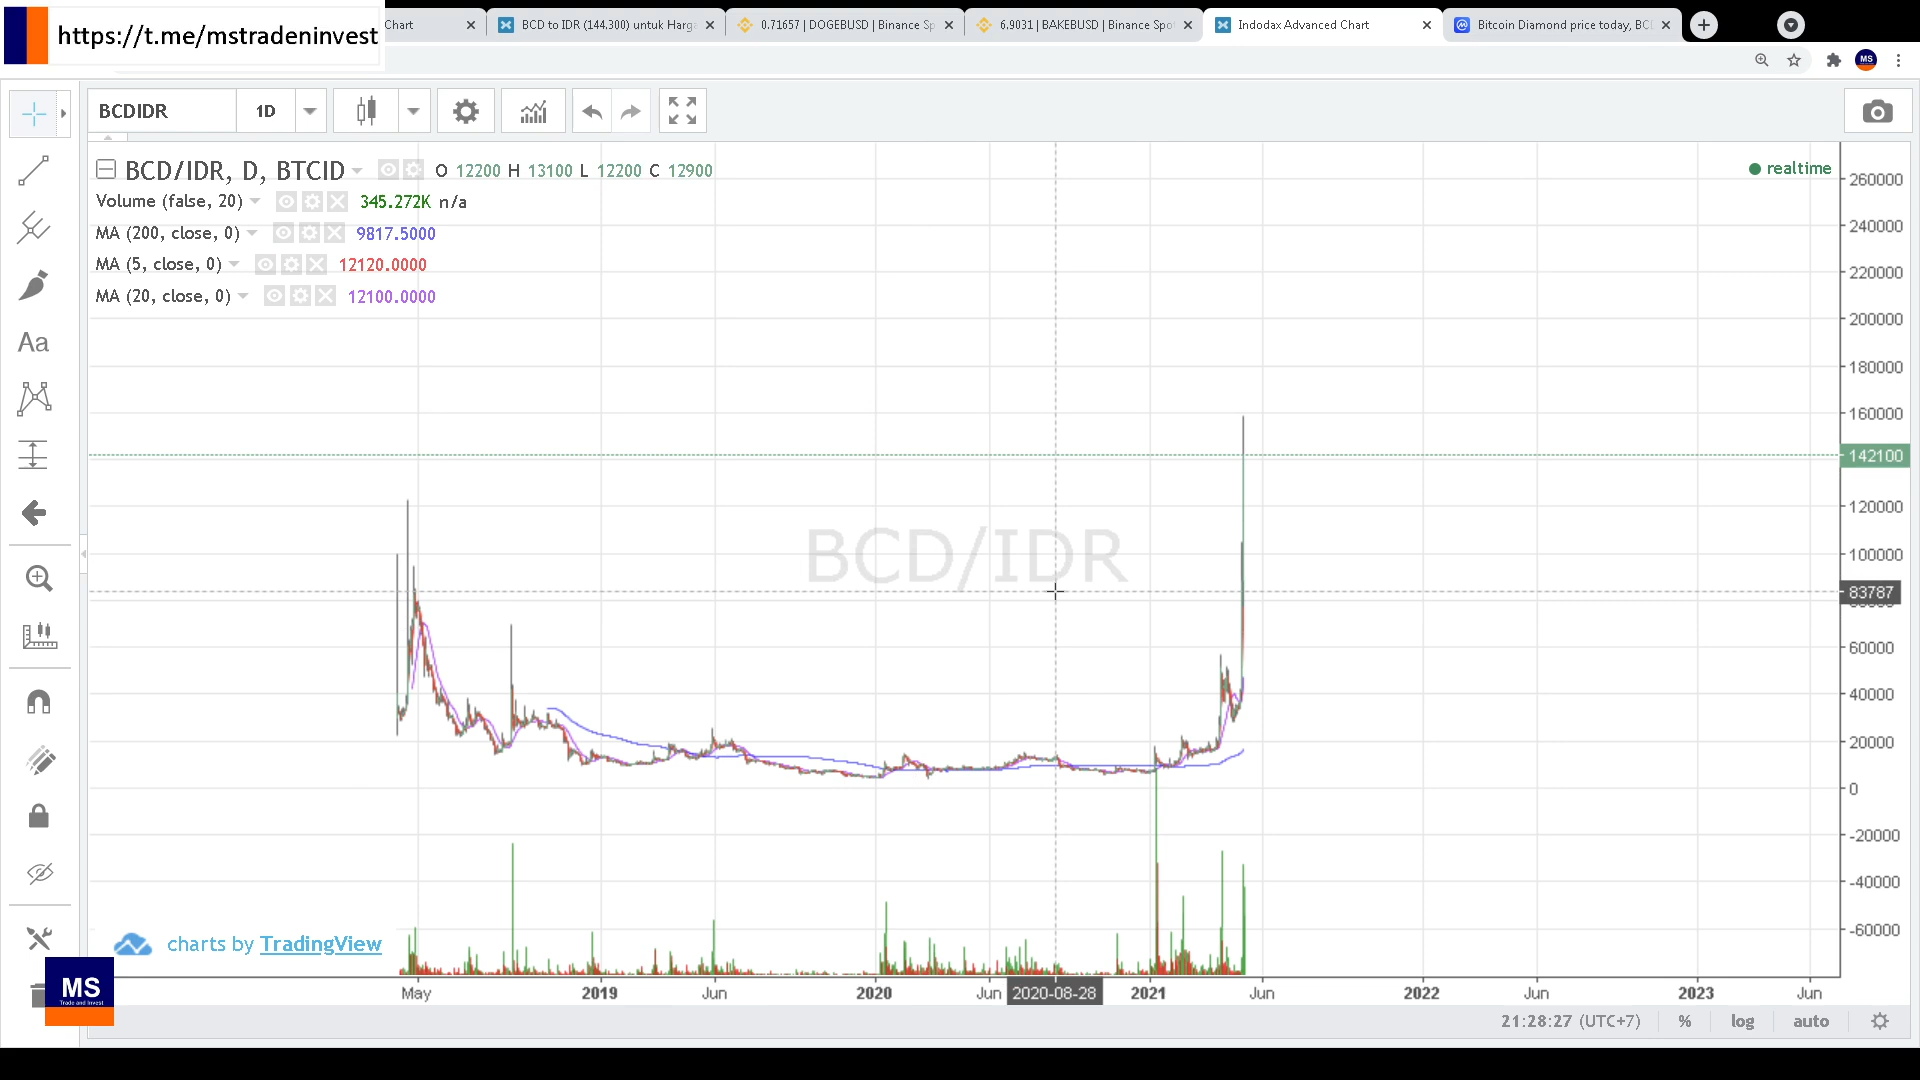 https://t.me/mstradeninvest
Chart
BCD to IDR (144,300) untuk Harga
0.71657 | DOGEBUSD | Binance Sp
6.9031 | BAKEBUSD | Binance Spo
Indodax Advanced Chart
Bitcoin Diamond price today, BC
MS
BCDIDR
1D
BCD/IDR, D, BTCID
O 12200 H 13100 L 12200 C 12900
realtime
Volume (false, 20)
345.272K n/a
MA (200, close, 0)
9817.5000
MA (5, close, 0)
12120.0000
MA (20, close, 0)
12100.0000
Aa
BCD/IDR
260000
240000
220000
200000
180000
160000
142100
120000
100000
83787
60000
40000
20000
0
-20000
-40000
-60000
charts by TradingView
MS
Trade and Invest
May
2019
Jun
2020
Jun
2020-08-28
2021
Jun
2022
Jun
2023
Jun
21:28:27 (UTC+7)
%
log
auto